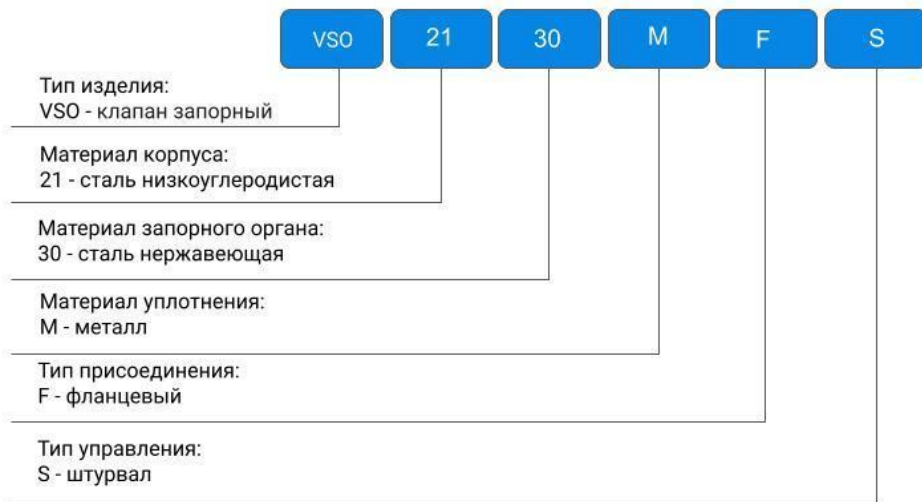 VSO 21 30 M F S
Тип изделия:
VSO - клапан запорный
Материал корпуса:
21 - сталь низкоуглеродистая
Материал запорного органа:
30 - сталь нержавеющая
Материал уплотнения:
M - металл
Тип присоединения:
F - фланцевый
Тип управления:
S - штурвал